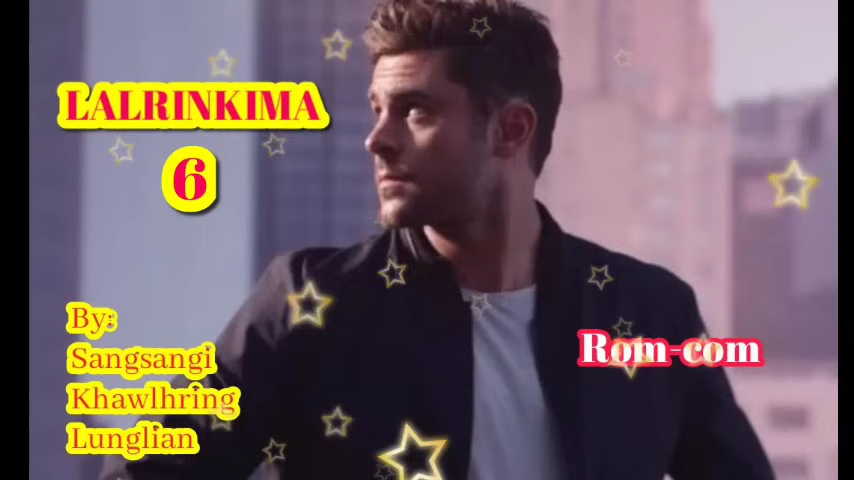 LALRINKIMA
6
By:
Sangsangi
Khawlhring
Lunglian
Rom-com